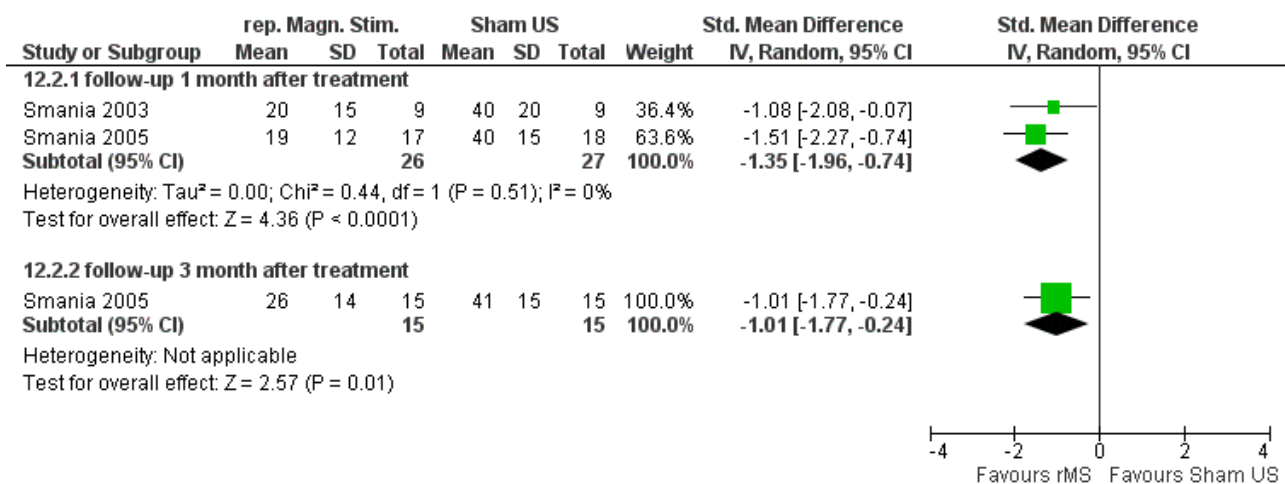 rep. Magn. Stim. Sham US Std. Mean Difference Std. Mean Difference
Study or Subgroup Mean SD Total Mean SD Total Weight IV, Random, 95% CI IV, Random, 95% CI
12.2.1 follow-up 1 month after treatment
Smania 2003 20 15 9 40 20 9 36.4% -1.08 [-2.08, -0.07]
Smania 2005 19 12 17 40 15 18 63.6% -1.51 [-2.27, -0.74]
Subtotal (95% CI) 26 27 100.0% -1.35 [-1.96, -0.74]
Heterogeneity: Tau² = 0.00; Chi² = 0.44, df = 1 (P = 0.51); I² = 0%
Test for overall effect: Z = 4.36 (P < 0.0001)
12.2.2 follow-up 3 month after treatment
Smania 2005 26 14 15 41 15 15 100.0% -1.01 [-1.77, -0.24]
Subtotal (95% CI) 15 15 100.0% -1.01 [-1.77, -0.24]
Heterogeneity: Not applicable
Test for overall effect: Z = 2.57 (P = 0.01)
-4 -2 0 2 4
Favours rMS Favours Sham US